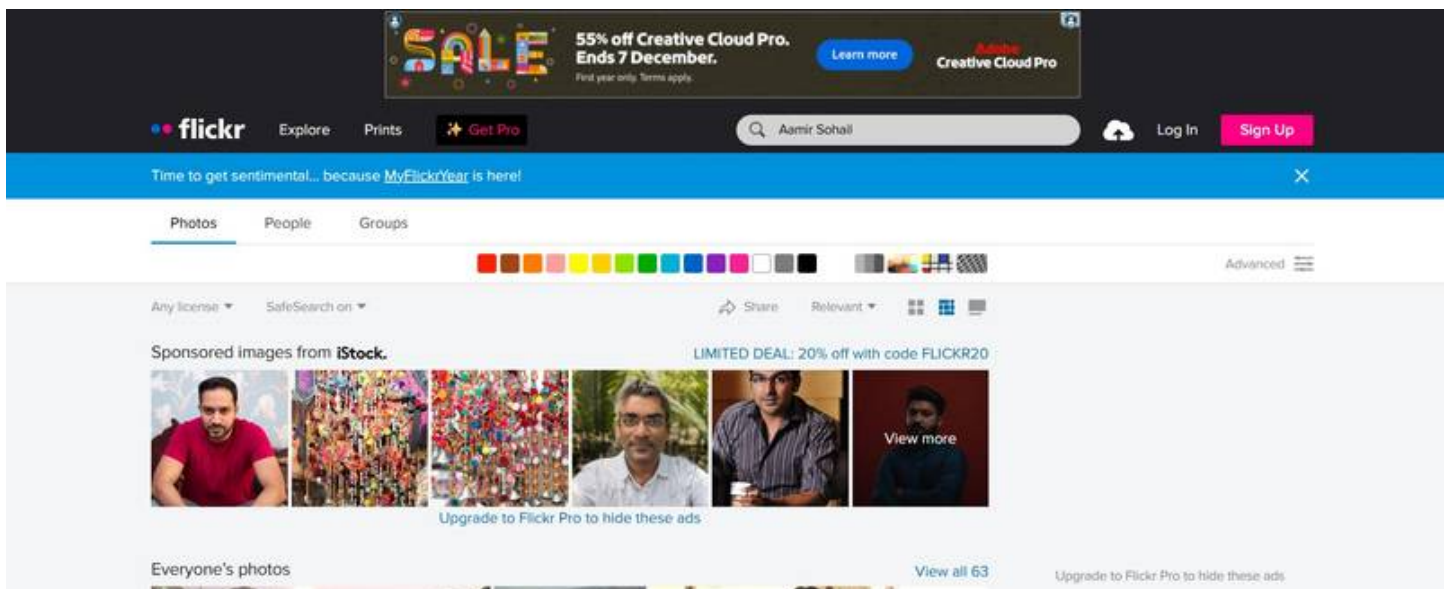 SALE
55% off Creative Cloud Pro.
Ends 7 December.
First year only. Terms apply.
Learn more
Adobe
Creative Cloud Pro
flickr
Explore
Prints
Get Pro
Aamir Sohail
Log In
Sign Up
Time to get sentimental... because MyFlickrYear is here!
Photos
People
Groups
Advanced
Any license
SafeSearch on
Share
Relevant
Sponsored images from iStock.
LIMITED DEAL: 20% off with code FLICKR20
View more
Upgrade to Flickr Pro to hide these ads
Everyone's photos
View all 63
Upgrade to Flickr Pro to hide these ads